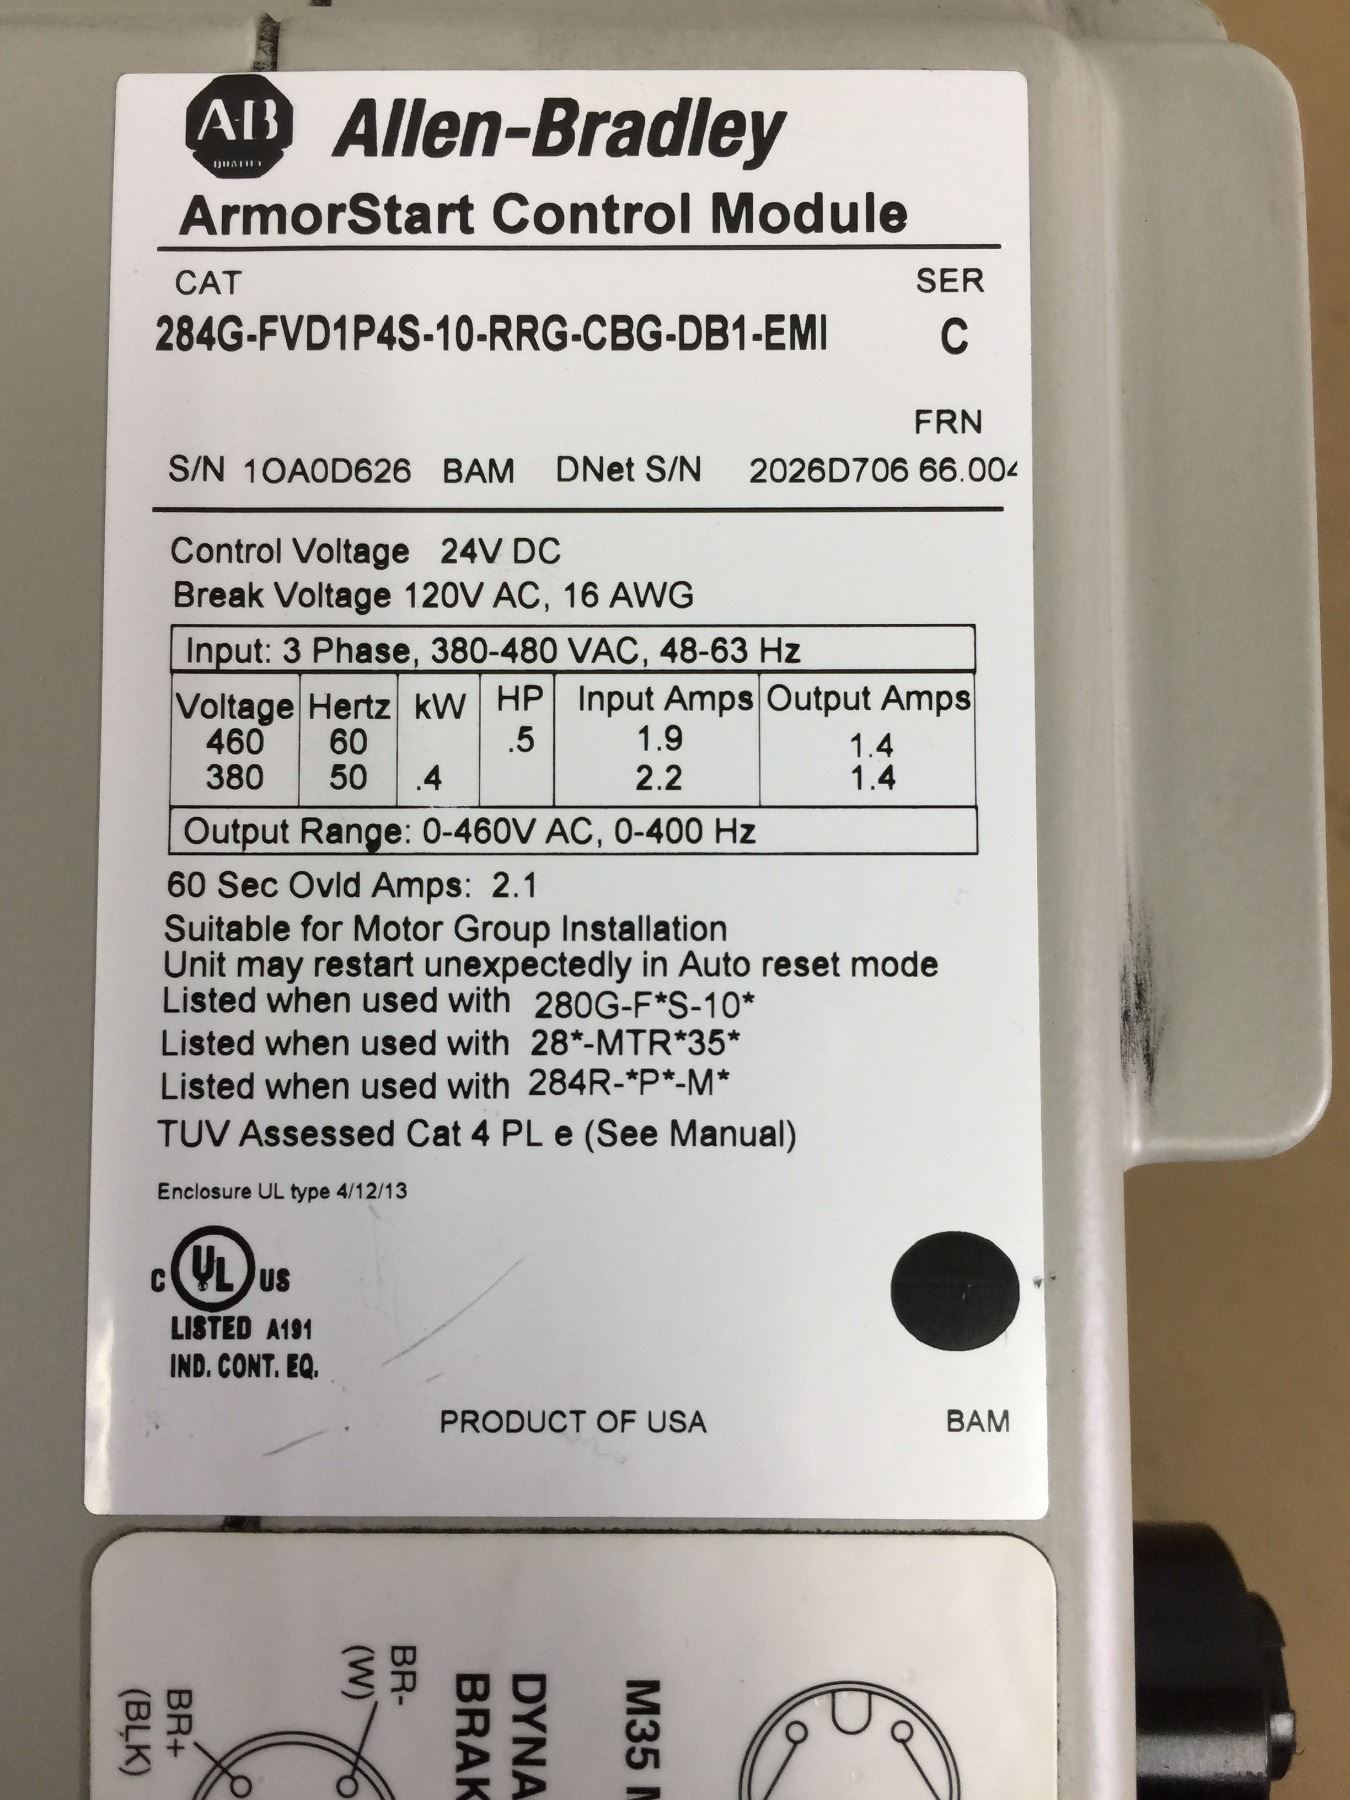 AB
QUALITY
Allen-Bradley
ArmorStart Control Module
CAT SER
284G-FVD1P4S-10-RRG-CBG-DB1-EMI C
FRN
S/N 1OA0D626 BAM DNet S/N 2026D706 66.004
Control Voltage 24V DC
Break Voltage 120V AC, 16 AWG
Input: 3 Phase, 380-480 VAC, 48-63 Hz
Voltage Hertz kW HP Input Amps Output Amps
460 60 .5 1.9 1.4
380 50 .4 2.2 1.4
Output Range: 0-460V AC, 0-400 Hz
60 Sec Ovld Amps: 2.1
Suitable for Motor Group Installation
Unit may restart unexpectedly in Auto reset mode
Listed when used with 280G-F*S-10*
Listed when used with 28*-MTR*35*
Listed when used with 284R-*P*-M*
TUV Assessed Cat 4 PL e (See Manual)
Enclosure UL type 4/12/13
C UL US
LISTED A191
IND. CONT. EQ.
PRODUCT OF USA BAM
M35
DYNA
BRAK
BR-
(W)
BR+
(BLK)